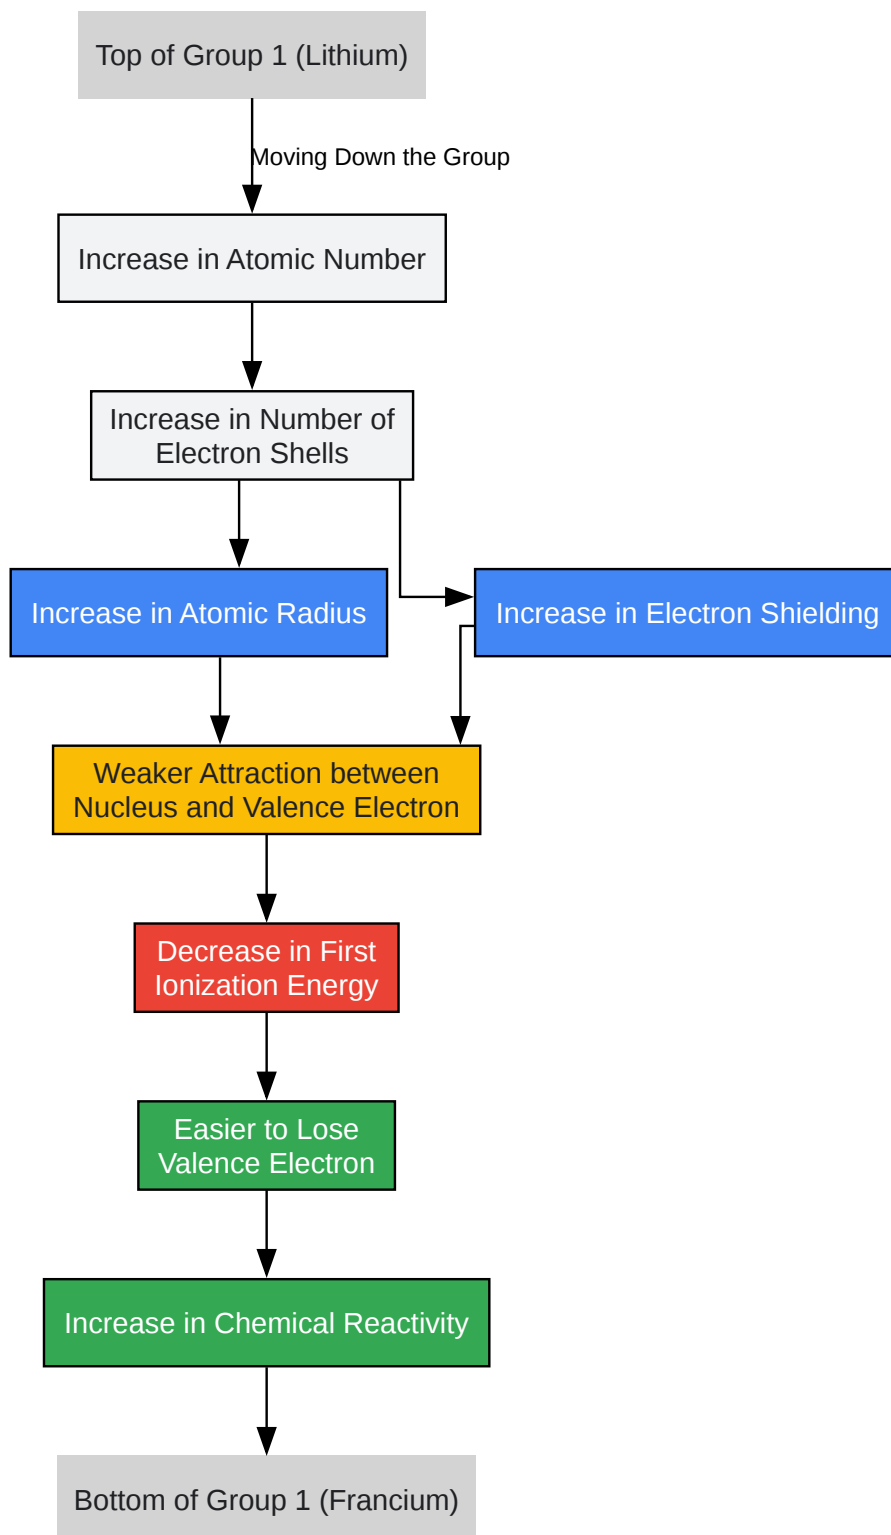 Top of Group 1 (Lithium)
Moving Down the Group
Increase in Atomic Number
Increase in Number of
Electron Shells
Increase in Atomic Radius
Increase in Electron Shielding
Weaker Attraction between
Nucleus and Valence Electron
Decrease in First
Ionization Energy
Easier to Lose
Valence Electron
Increase in Chemical Reactivity
Bottom of Group 1 (Francium)